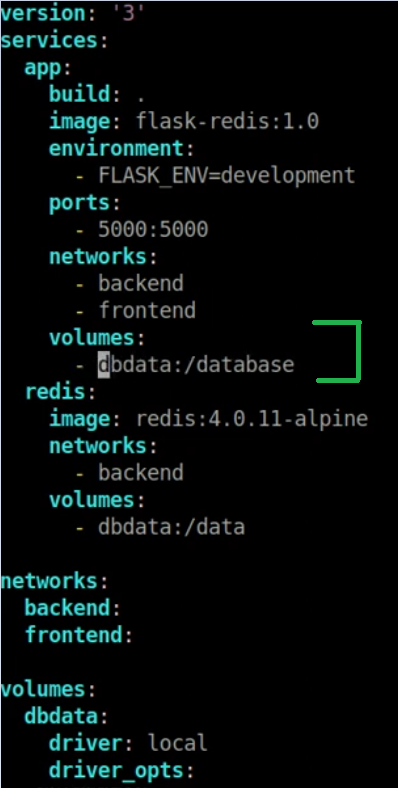 version: '3'
services:
  app:
    build: .
    image: flask-redis:1.0
    environment:
      - FLASK_ENV=development
    ports:
      - 5000:5000
    networks:
      - backend
      - frontend
    volumes:
      - dbdata:/database
  redis:
    image: redis:4.0.11-alpine
    networks:
      - backend
    volumes:
      - dbdata:/data

networks:
  backend:
  frontend:

volumes:
  dbdata:
    driver: local
    driver_opts: